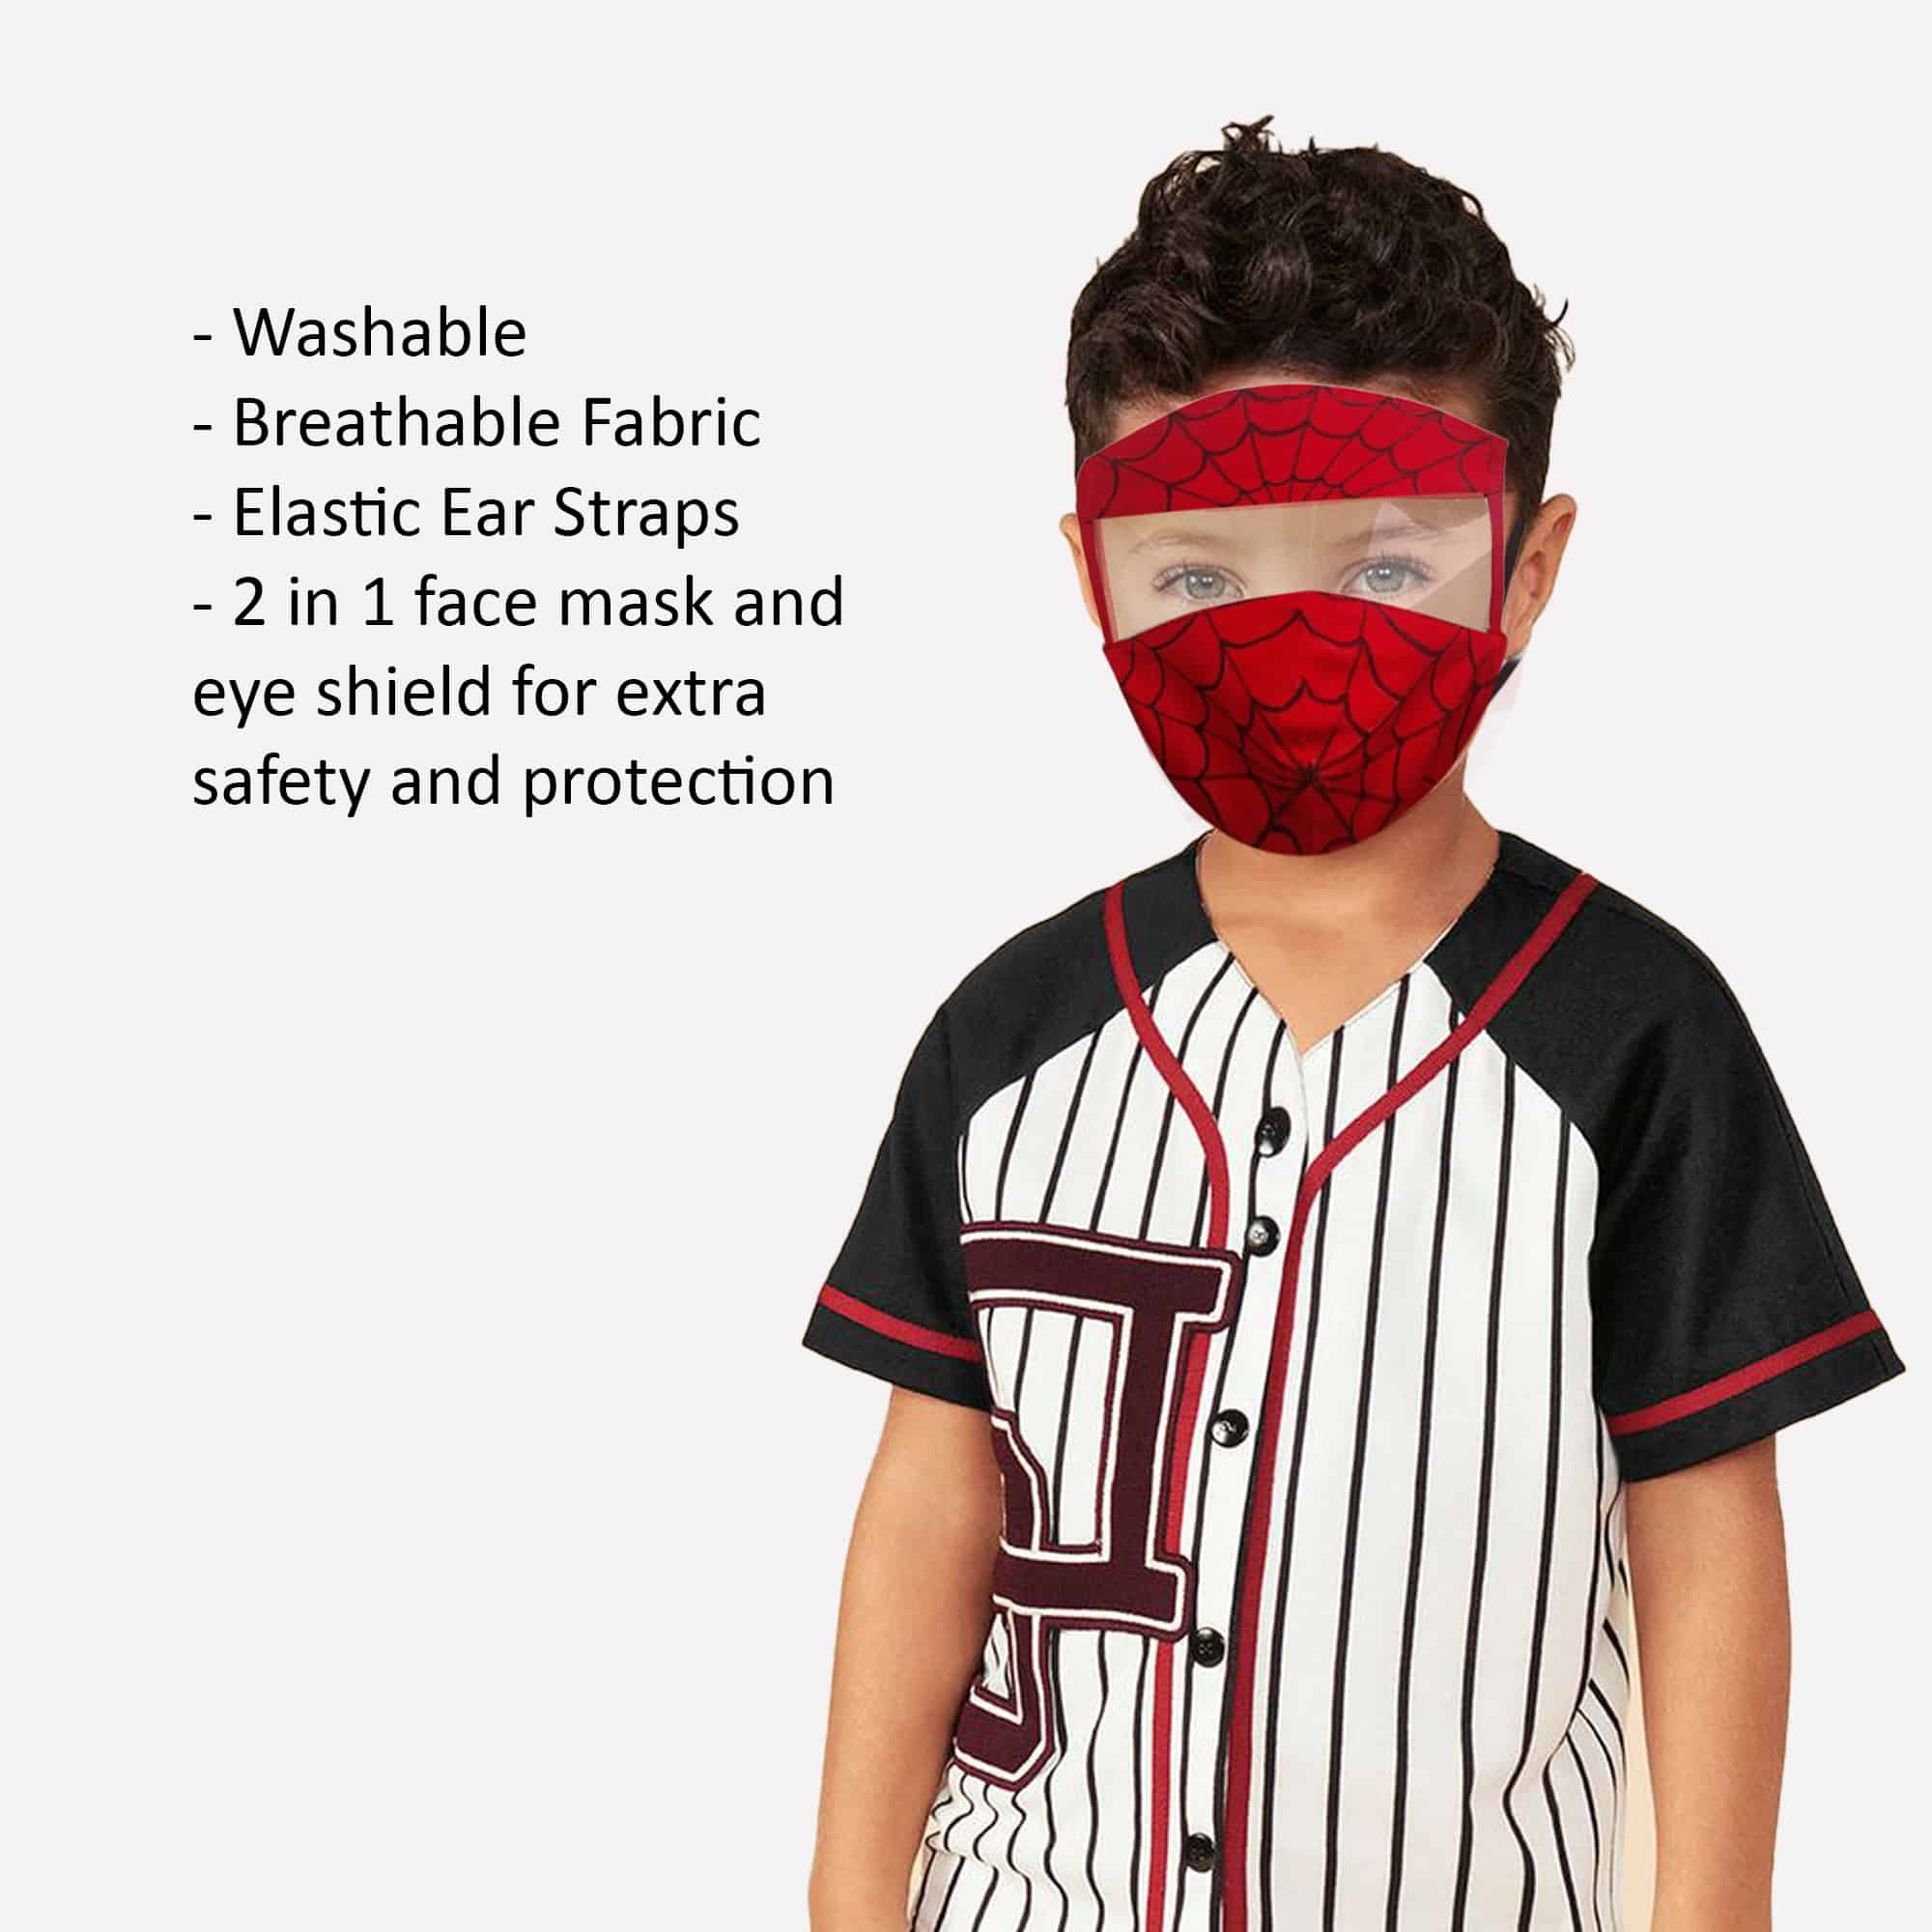 - Washable
- Breathable Fabric
- Elastic Ear Straps
- 2 in 1 face mask and
eye shield for extra
safety and protection